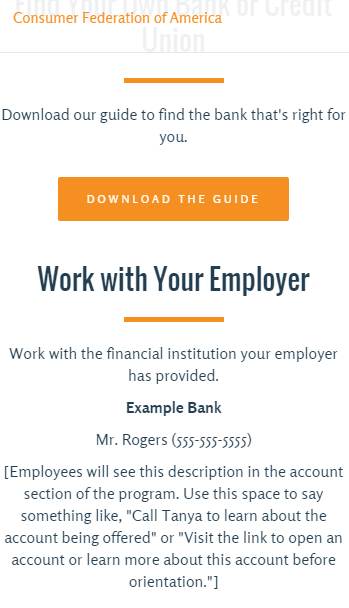 Find Your Own Bank or Credit
Consumer Federation of America
Union
Download our guide to find the bank that's right for
you.
DOWNLOAD THE GUIDE
Work with Your Employer
Work with the financial institution your employer
has provided.
Example Bank
Mr. Rogers (555-555-5555)
[Employees will see this description in the account
section of the program. Use this space to say
something like, "Call Tanya to learn about the
account being offered" or "Visit the link to open an
account or learn more about this account before
orientation."]